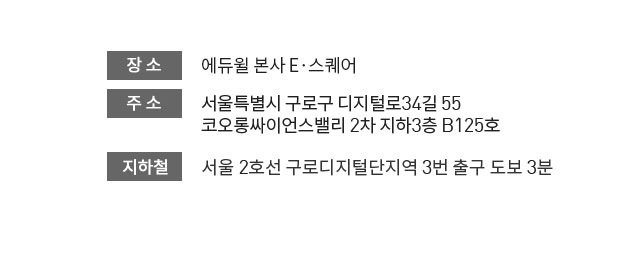 장 소 에듀윌 본사 E·스퀘어
주 소 서울특별시 구로구 디지털로34길 55
코오롱싸이언스밸리 2차 지하3층 B125호
지하철 서울 2호선 구로디지털단지역 3번 출구 도보 3분